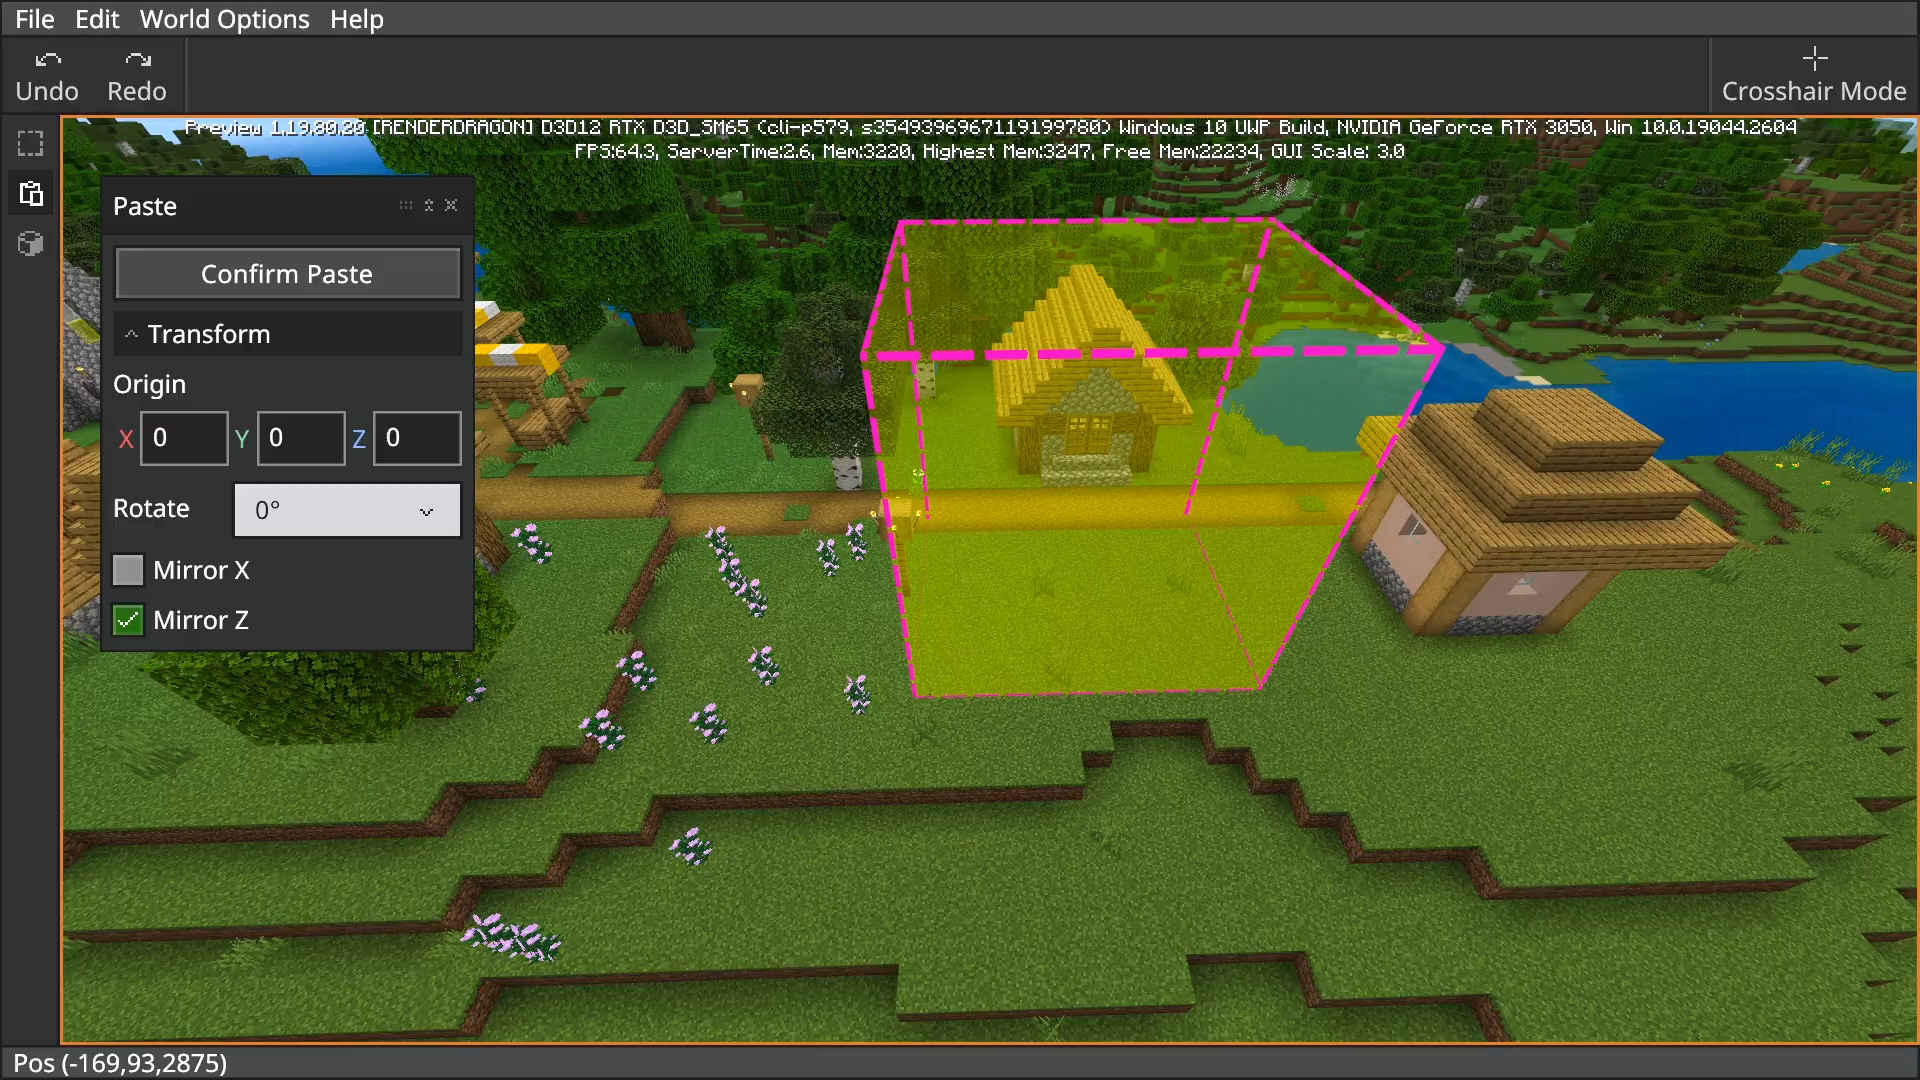 File Edit World Options Help
Undo Redo Crosshair Mode
Preview 1.19.80.20 [RENDERDRAGON] D3D12 RTX D3D_SM65 (cli-p579, s35493969671191199780) Windows 10 UWP Build, NVIDIA GeForce RTX 3050, Win 10.0.19044.2604
FPS:64.3, ServerTime:2.6, Mem:3220, Highest Mem:3247, Free Mem:22234, GUI Scale: 3.0
Paste
Confirm Paste
Transform
Origin
X 0 Y 0 Z 0
Rotate 0°
Mirror X
Mirror Z
Pos (-169,93,2875)